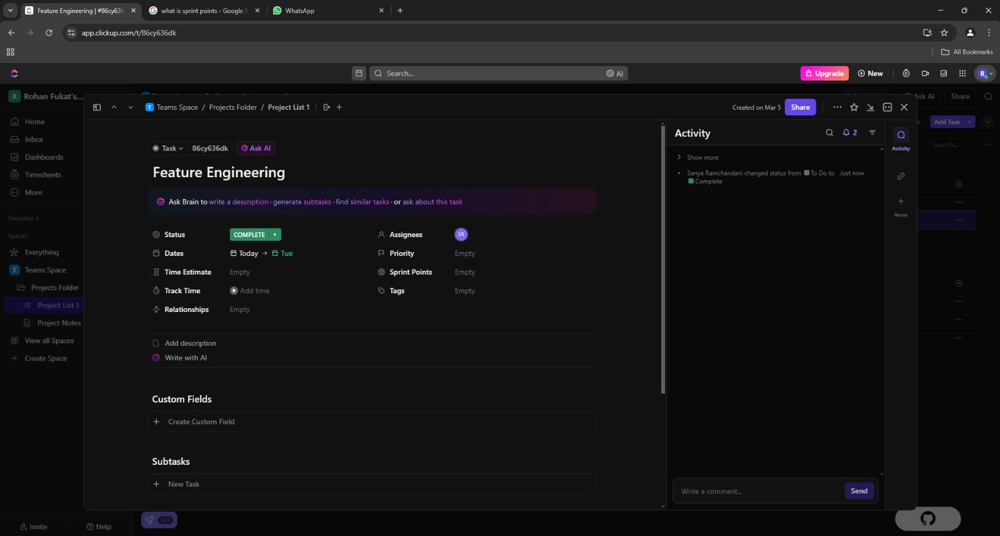 Feature Engineering | #86cy636
what is sprint points - Google S
WhatsApp
app.clickup.com/t/86cy636dk
All Bookmarks
Search...
AI
Upgrade
New
R
R Rohan Fukat's...
Ask AI
Share
T Teams Space / Projects Folder / Project List 1
Created on Mar 5
Share
Home
Inbox
Dashboards
Timesheets
More
Favorites
Spaces
Everything
T Teams Space
Projects Folder
Project List 1
Project Notes
View all Spaces
Create Space
Invite
Help
Add Task
Search...
Task
86cy636dk
Ask AI
Feature Engineering
Ask Brain to write a description · generate subtasks · find similar tasks · or ask about this task
Status
COMPLETE
Assignees
SR
Dates
Today → Tue
Priority
Empty
Time Estimate
Empty
Sprint Points
Empty
Track Time
Add time
Tags
Empty
Relationships
Empty
Add description
Write with AI
Custom Fields
Create Custom Field
Subtasks
New Task
0/4
Activity
2
Show more
Sanya Ramchandani changed status from To Do to Just now
Complete
Write a comment...
Send
Activity
More